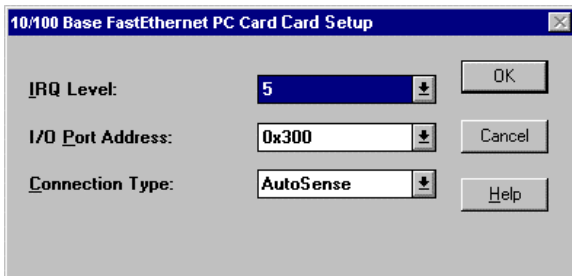 10/100 Base FastEthernet PC Card Card Setup
IRQ Level:
5
OK
I/O Port Address:
0x300
Cancel
Connection Type:
AutoSense
Help